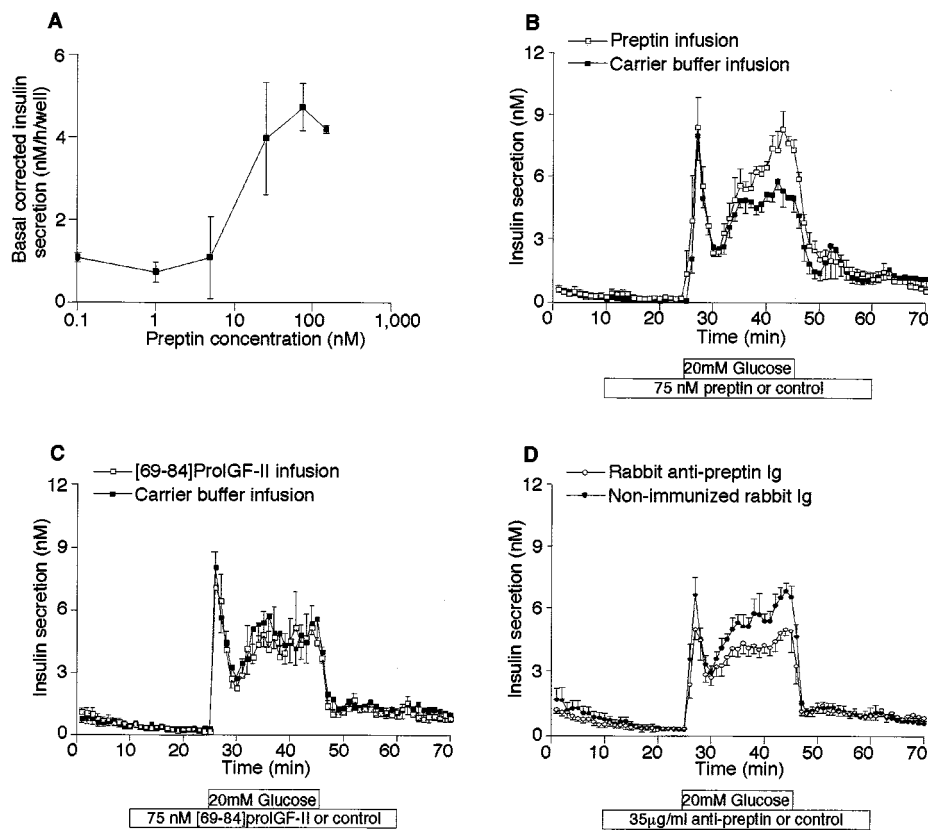 A
Basal corrected insulin
secretion (nM/h/well)
6
4
2
0
0.1
1
10
100
1,000
Preptin concentration (nM)
B
Preptin infusion
Carrier buffer infusion
Insulin secretion (nM)
12
9
6
3
0
0 10 20 30 40 50 60 70
Time (min)
20mM Glucose
75 nM preptin or control
C
[69-84]ProIGF-II infusion
Carrier buffer infusion
Insulin secretion (nM)
12
9
6
3
0
0 10 20 30 40 50 60 70
Time (min)
20mM Glucose
75 nM [69-84]proIGF-II or control
D
Rabbit anti-preptin Ig
Non-immunized rabbit Ig
Insulin secretion (nM)
12
9
6
3
0
0 10 20 30 40 50 60 70
Time (min)
20mM Glucose
35µg/ml anti-preptin or control